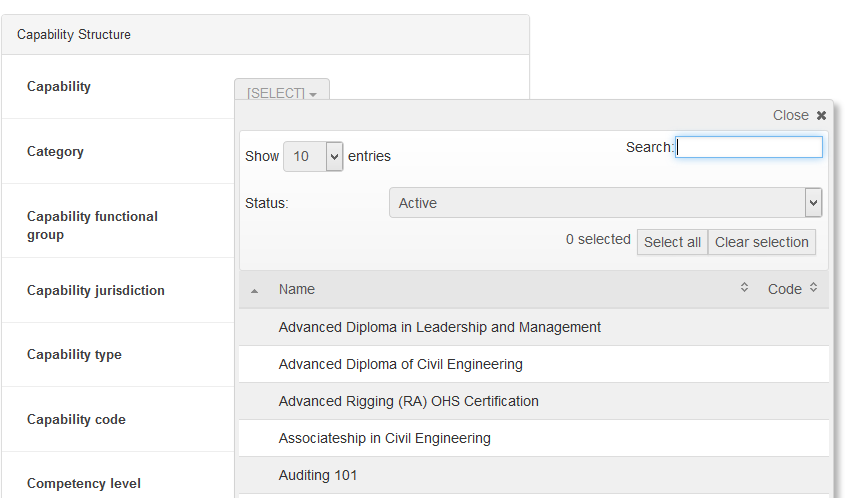 Capability Structure
Capability
[SELECT]
Close ✖
Category
Show 10 entries
Search:
Capability functional
group
Status: Active
0 selected Select all Clear selection
Capability jurisdiction
Name Code
Advanced Diploma in Leadership and Management
Capability type
Advanced Diploma of Civil Engineering
Advanced Rigging (RA) OHS Certification
Capability code
Associateship in Civil Engineering
Auditing 101
Competency level